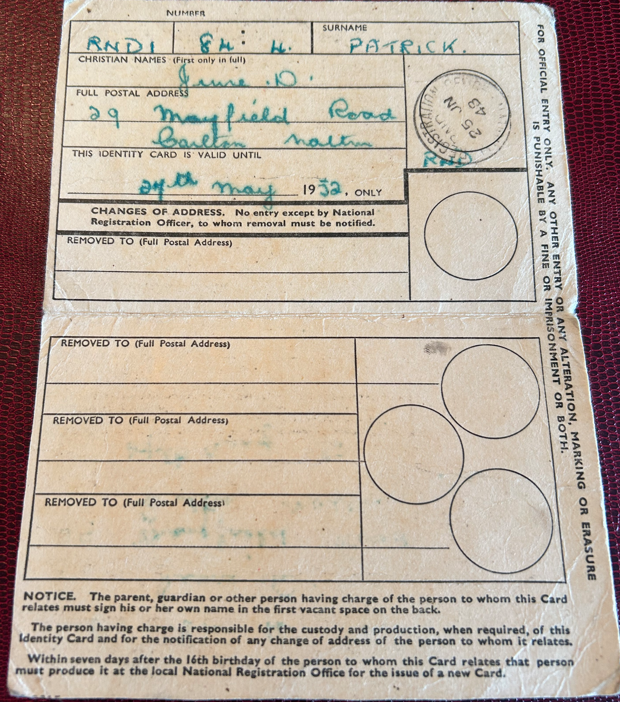 NUMBER
SURNAME
RNDI 84: 4. PATRICK.
CHRISTIAN NAMES (First only in full)
June D.
FULL POSTAL ADDRESS
29 Mayfield Road
Carlton Nottm
THIS IDENTITY CARD IS VALID UNTIL
RND
27th May 1952, ONLY
CHANGES OF ADDRESS. No entry except by National
Registration Officer, to whom removal must be notified.
REMOVED TO (Full Postal Address)
REMOVED TO (Full Postal Address)
REMOVED TO (Full Postal Address)
REMOVED TO (Full Postal Address)
25 JN
43
FOR OFFICIAL ENTRY ONLY. ANY OTHER ENTRY OR ANY ALTERATION, MARKING OR ERASURE
IS PUNISHABLE BY A FINE OR IMPRISONMENT OR BOTH.
NOTICE. The parent, guardian or other person having charge of the person to whom this Card
relates must sign his or her own name in the first vacant space on the back.
The person having charge is responsible for the custody and production, when required, of this
Identity Card and for the notification of any change of address of the person to whom it relates.
Within seven days after the 16th birthday of the person to whom this Card relates that person
must produce it at the local National Registration Office for the issue of a new Card.